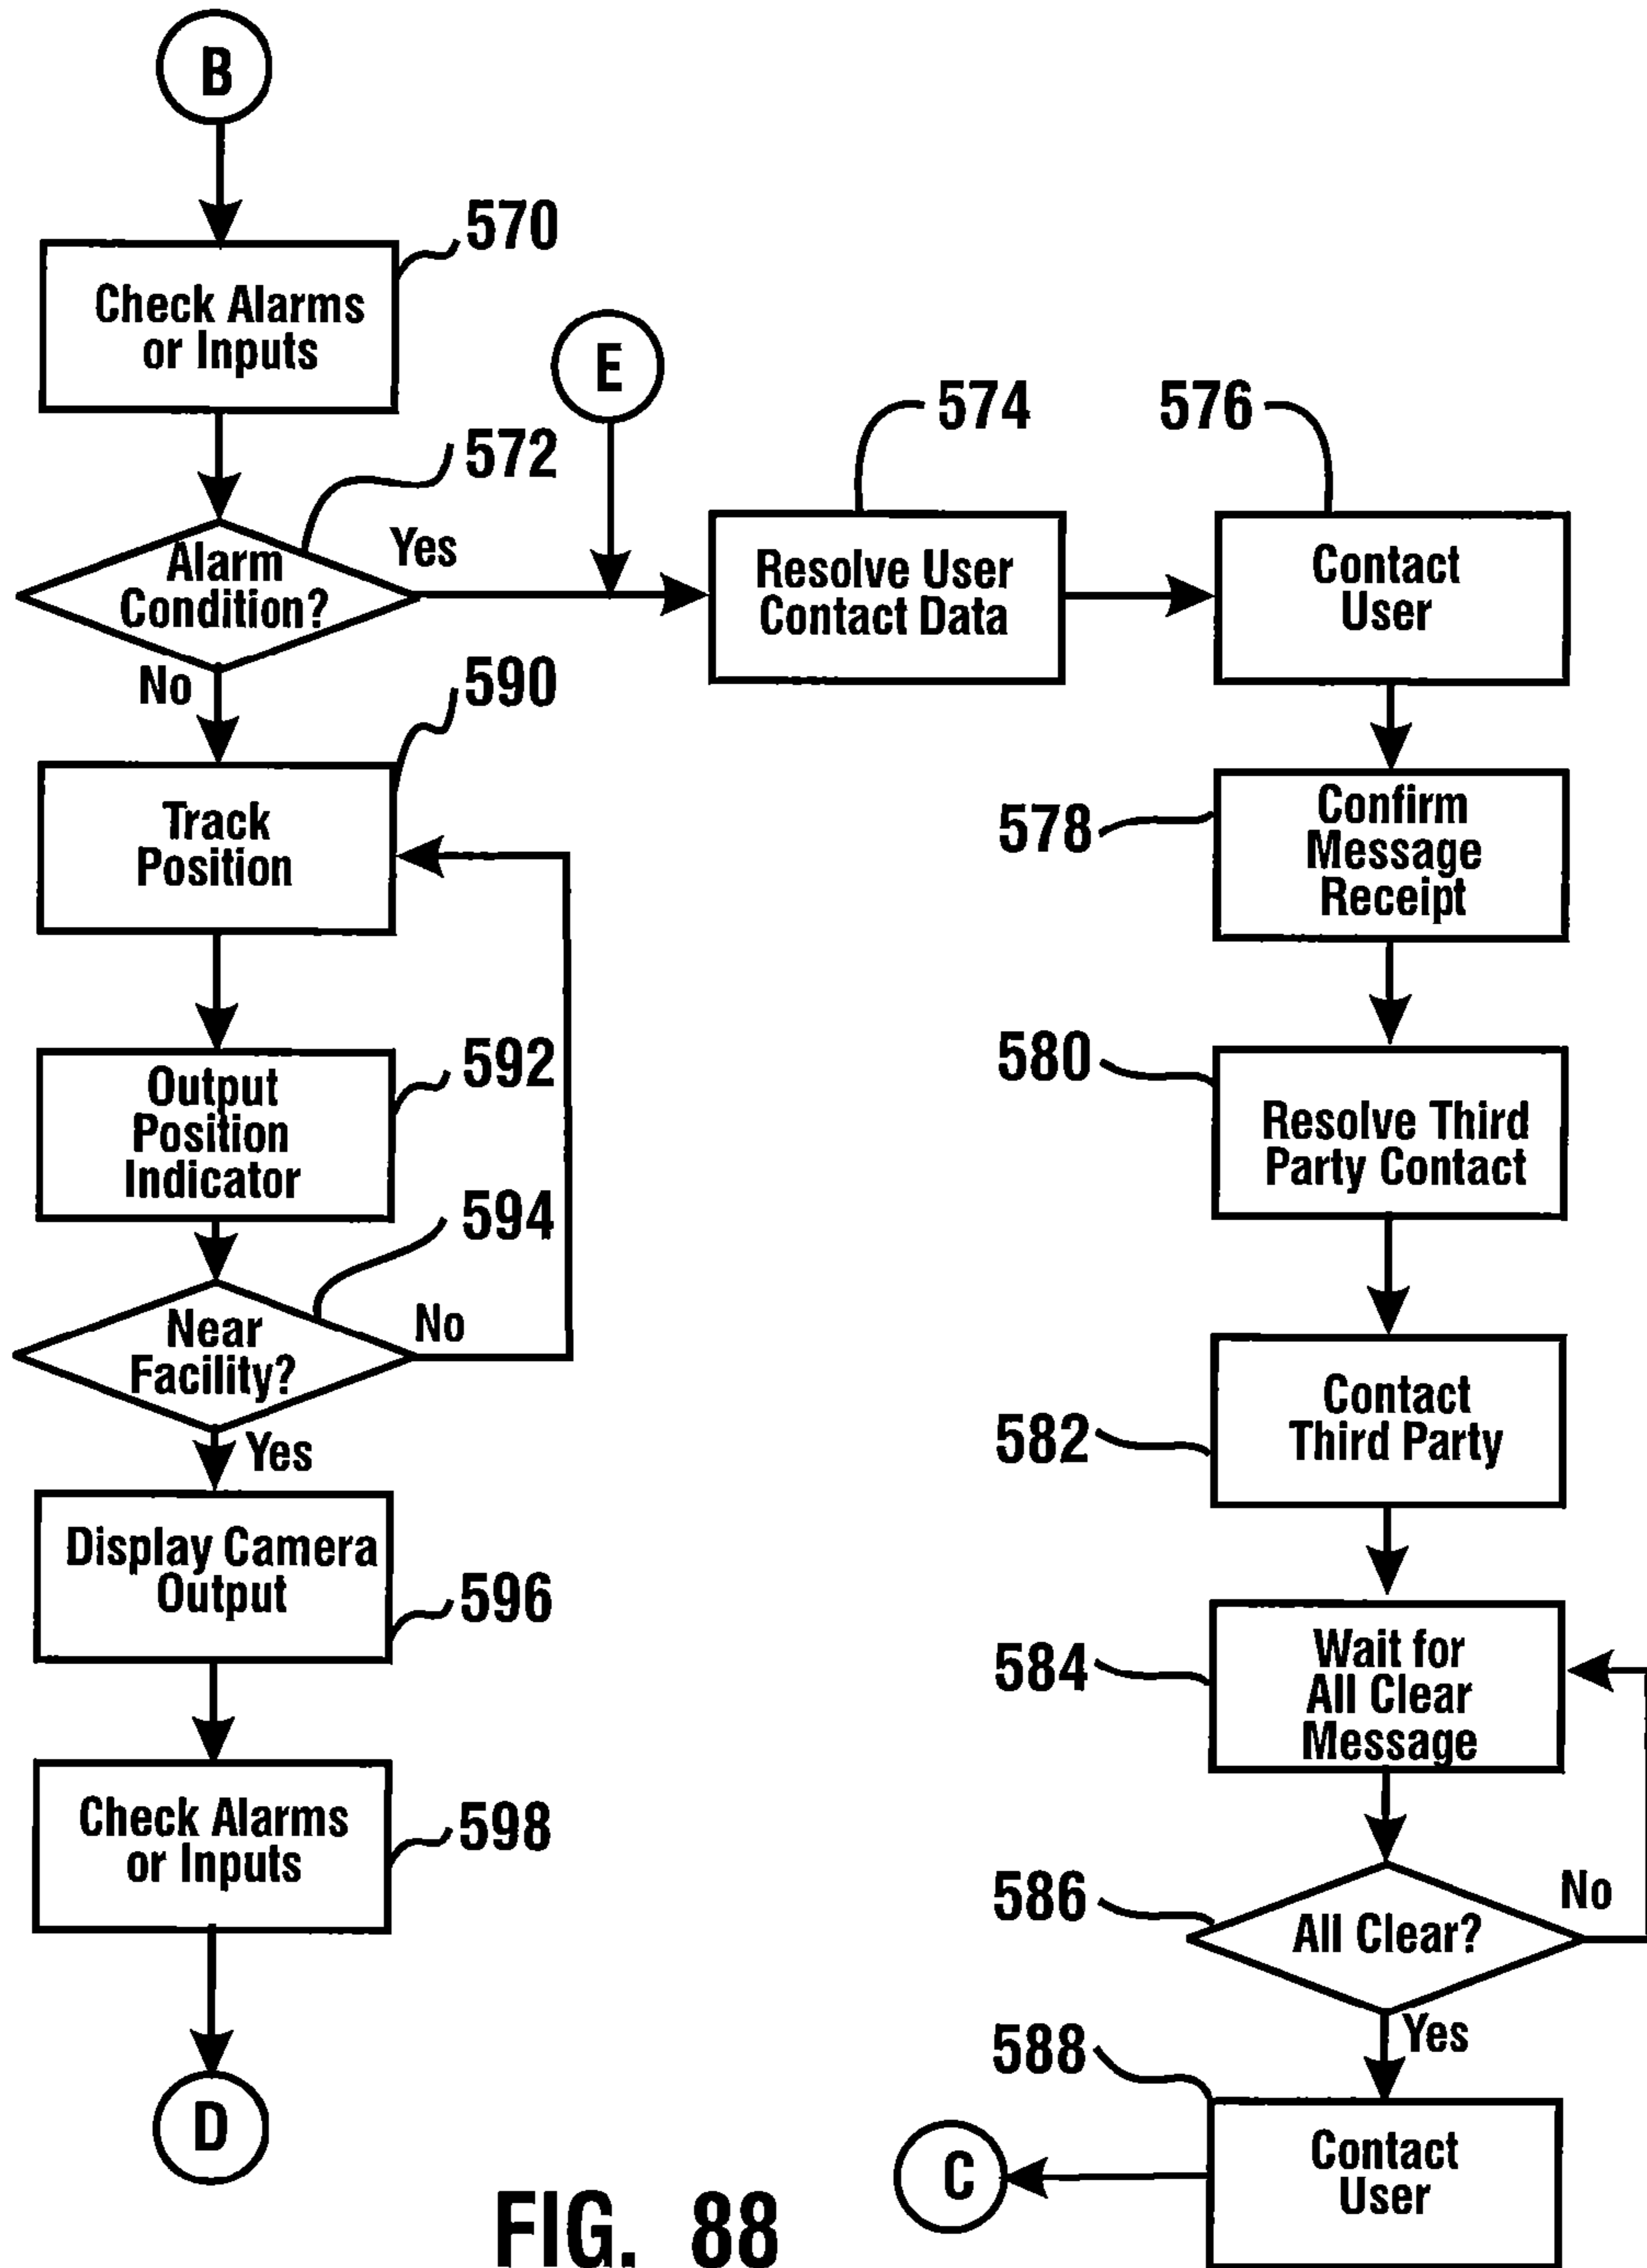 B
570
Check Alarms
or Inputs
E
572
Alarm
Condition?
Yes
No
574
Resolve User
Contact Data
576
Contact
User
590
Track
Position
578
Confirm
Message
Receipt
592
Output
Position
Indicator
580
Resolve Third
Party Contact
594
Near
Facility?
No
Yes
582
Contact
Third Party
Display Camera
Output
596
584
Wait for
All Clear
Message
Check Alarms
or Inputs
598
586
All Clear?
No
Yes
D
588
Contact
User
C
FIG. 88